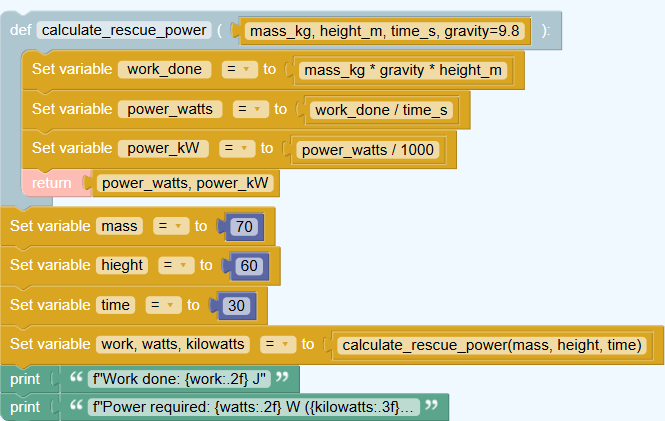 def calculate_rescue_power ( mass_kg, height_m, time_s, gravity=9.8 ):
Set variable work_done = to mass_kg * gravity * height_m
Set variable power_watts = to work_done / time_s
Set variable power_kW = to power_watts / 1000
return power_watts, power_kW
Set variable mass = to 70
Set variable hieght = to 60
Set variable time = to 30
Set variable work, watts, kilowatts = to calculate_rescue_power(mass, height, time)
print “ f"Work done: {work:.2f} J" ”
print “ f"Power required: {watts:.2f} W ({kilowatts:.3f}... ”